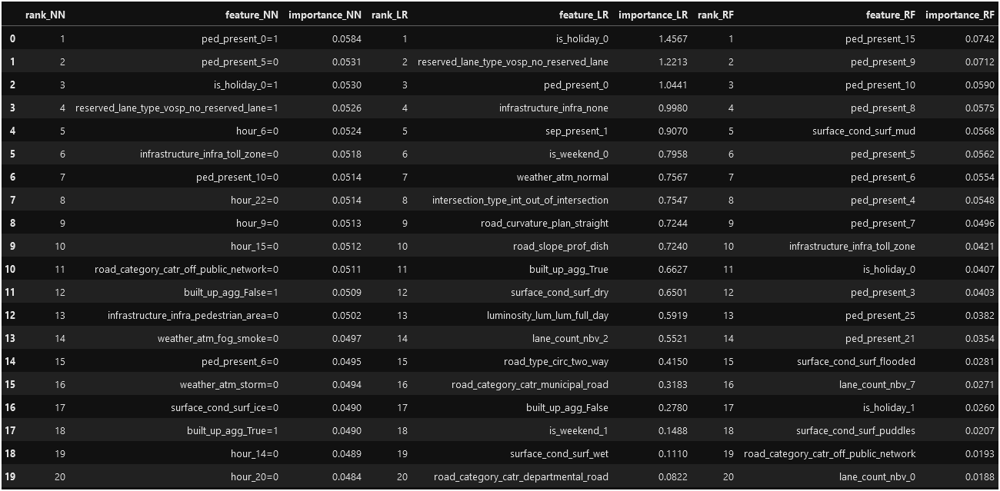 rank_NN feature_NN importance_NN rank_LR feature_LR importance_LR rank_RF feature_RF importance_RF
0 1 ped_present_0=1 0.0584 1 is_holiday_0 1.4567 1 ped_present_15 0.0742
1 2 ped_present_5=0 0.0531 2 reserved_lane_type_vosp_no_reserved_lane 1.2213 2 ped_present_9 0.0712
2 3 is_holiday_0=1 0.0530 3 ped_present_0 1.0441 3 ped_present_10 0.0590
3 4 reserved_lane_type_vosp_no_reserved_lane=1 0.0526 4 infrastructure_infra_none 0.9980 4 ped_present_8 0.0575
4 5 hour_6=0 0.0524 5 sep_present_1 0.9070 5 surface_cond_surf_mud 0.0568
5 6 infrastructure_infra_toll_zone=0 0.0518 6 is_weekend_0 0.7958 6 ped_present_5 0.0562
6 7 ped_present_10=0 0.0514 7 weather_atm_normal 0.7567 7 ped_present_6 0.0554
7 8 hour_22=0 0.0514 8 intersection_type_int_out_of_intersection 0.7547 8 ped_present_4 0.0548
8 9 hour_9=0 0.0513 9 road_curvature_plan_straight 0.7244 9 ped_present_7 0.0496
9 10 hour_15=0 0.0512 10 road_slope_prof_dish 0.7240 10 infrastructure_infra_toll_zone 0.0421
10 11 road_category_catr_off_public_network=0 0.0511 11 built_up_agg_True 0.6627 11 is_holiday_0 0.0407
11 12 built_up_agg_False=1 0.0509 12 surface_cond_surf_dry 0.6501 12 ped_present_3 0.0403
12 13 infrastructure_infra_pedestrian_area=0 0.0502 13 luminosity_lum_lum_full_day 0.5919 13 ped_present_25 0.0382
13 14 weather_atm_fog_smoke=0 0.0497 14 lane_count_nbv_2 0.5521 14 ped_present_21 0.0354
14 15 ped_present_6=0 0.0495 15 road_type_circ_two_way 0.4150 15 surface_cond_surf_flooded 0.0281
15 16 weather_atm_storm=0 0.0494 16 road_category_catr_municipal_road 0.3183 16 lane_count_nbv_7 0.0271
16 17 surface_cond_surf_ice=0 0.0490 17 built_up_agg_False 0.2780 17 is_holiday_1 0.0260
17 18 built_up_agg_True=1 0.0490 18 is_weekend_1 0.1488 18 surface_cond_surf_puddles 0.0207
18 19 hour_14=0 0.0489 19 surface_cond_surf_wet 0.1110 19 road_category_catr_off_public_network 0.0193
19 20 hour_20=0 0.0484 20 road_category_catr_departmental_road 0.0822 20 lane_count_nbv_0 0.0188